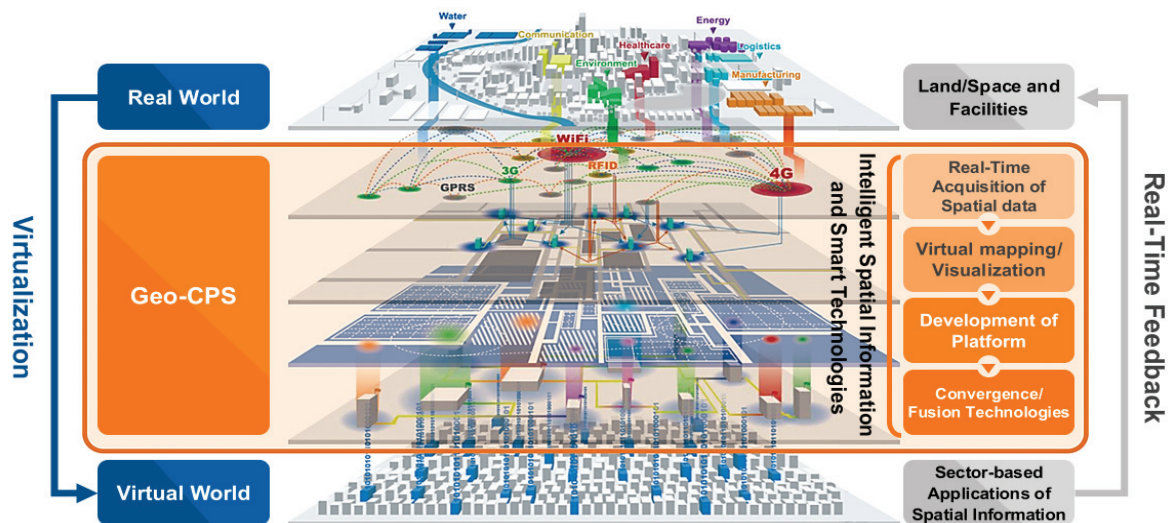 Water
Communication
Environment
Healthcare
Energy
Logistics
Manufacturing
Real World
Land/Space and
Facilities
WiFi
3G
RFID
GPRS
4G
Geo-CPS
Virtualization
Intelligent Spatial Information
and Smart Technologies
Real-Time
Acquisition of
Spatial data
Virtual mapping/
Visualization
Development of
Platform
Convergence/
Fusion Technologies
Real-Time Feedback
Virtual World
Sector-based
Applications of
Spatial Information